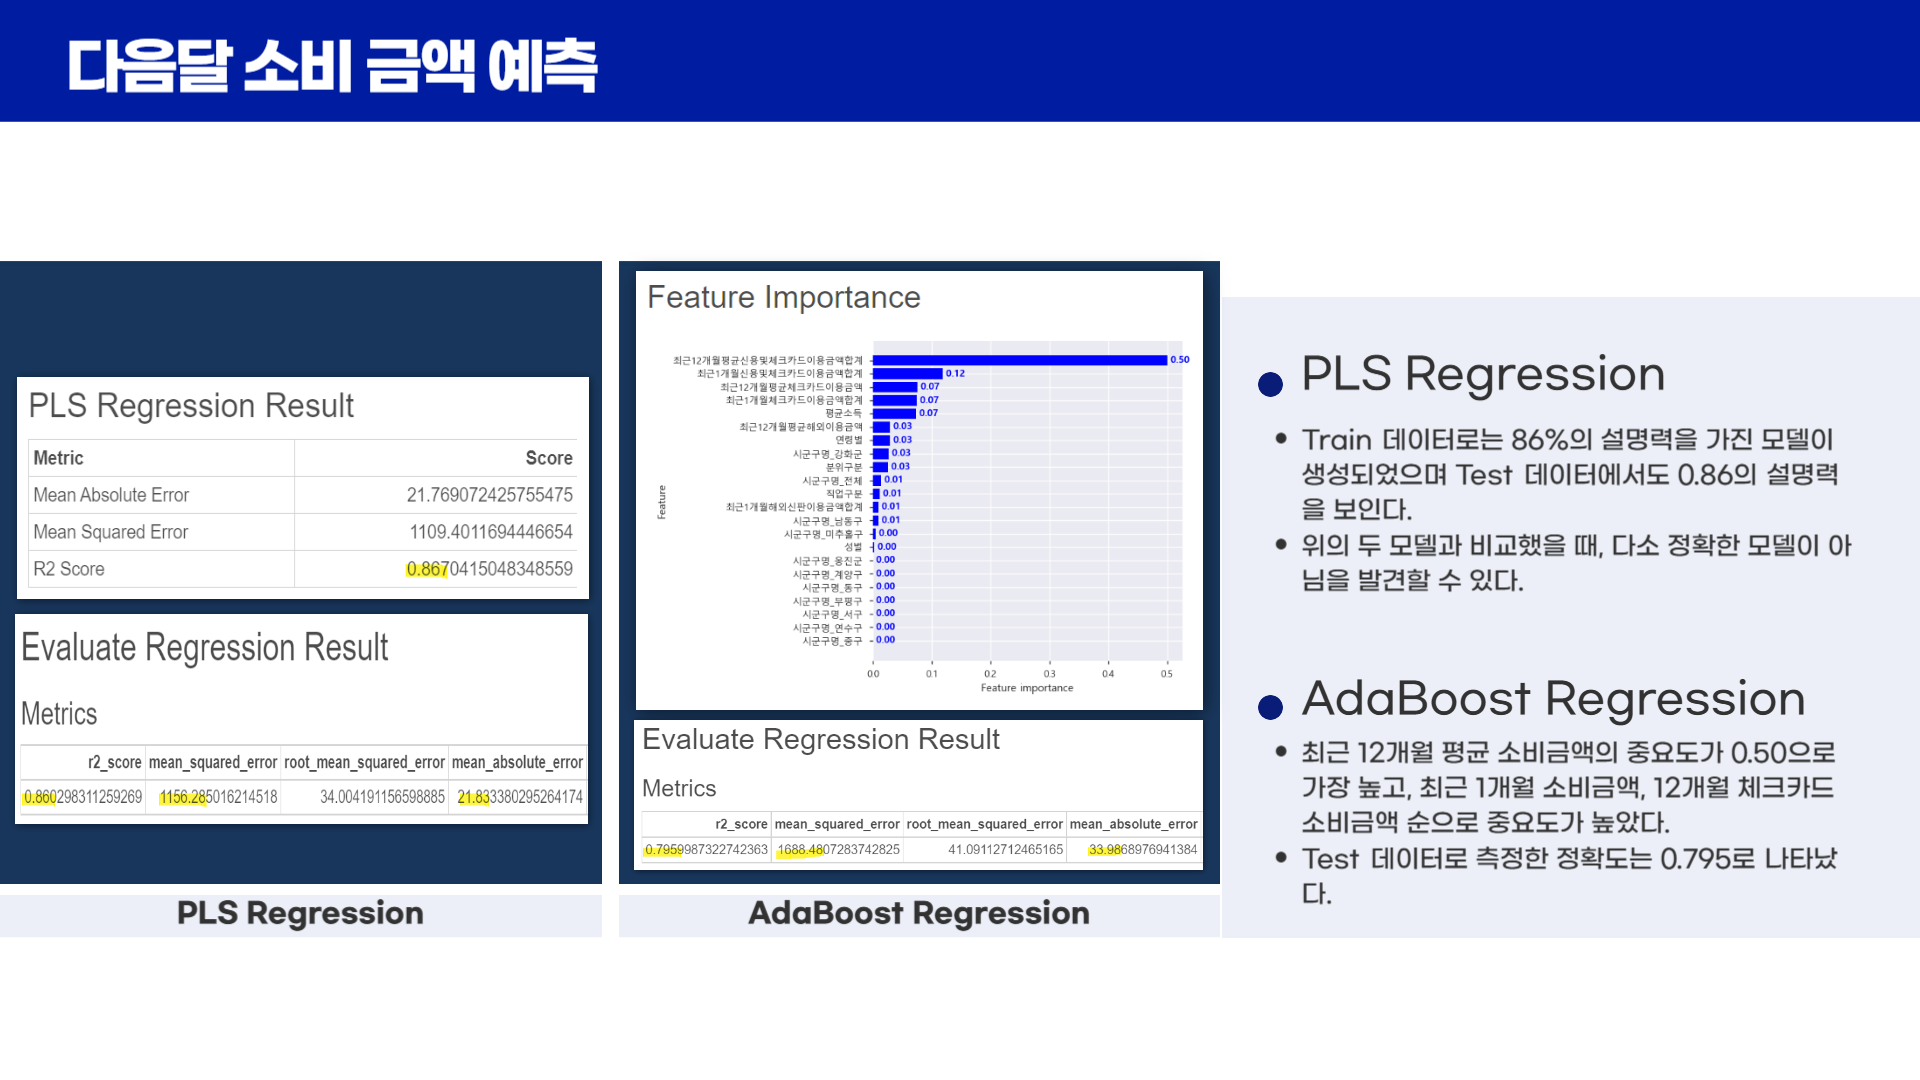 다음달 소비 금액 예측
PLS Regression Result
Metric Score
Mean Absolute Error 21.769072425755475
Mean Squared Error 1109.4011694446654
R2 Score 0.8670415048348559
Evaluate Regression Result
Metrics
r2_score mean_squared_error root_mean_squared_error mean_absolute_error
0.860298311259269 1156.285016214518 34.004191156598885 21.833380295264174
PLS Regression
Feature Importance
최근12개월평균신용및체크카드이용금액합계 0.50
최근1개월신용및체크카드이용금액합계 0.12
최근12개월평균체크카드이용금액 0.07
최근1개월체크카드이용금액합계 0.07
평균소득 0.07
최근12개월평균해외이용금액 0.03
연령별 0.03
시군구명_강화군 0.03
분위구분 0.03
시군구명_전체 0.01
직업구분 0.01
최근1개월해외신판이용금액합계 0.01
시군구명_남동구 0.01
시군구명_미추홀구 0.00
성별 0.00
시군구명_옹진군 0.00
시군구명_계양구 0.00
시군구명_동구 0.00
시군구명_부평구 0.00
시군구명_서구 0.00
시군구명_연수구 0.00
시군구명_중구 0.00
Feature
0.0 0.1 0.2 0.3 0.4 0.5
Feature importance
Evaluate Regression Result
Metrics
r2_score mean_squared_error root_mean_squared_error mean_absolute_error
0.7959987322742363 1688.4807283742825 41.09112712465165 33.9868976941384
AdaBoost Regression
PLS Regression
Train 데이터로는 86%의 설명력을 가진 모델이
생성되었으며 Test 데이터에서도 0.86의 설명력
을 보인다.
위의 두 모델과 비교했을 때, 다소 정확한 모델이 아
님을 발견할 수 있다.
AdaBoost Regression
최근 12개월 평균 소비금액의 중요도가 0.50으로
가장 높고, 최근 1개월 소비금액, 12개월 체크카드
소비금액 순으로 중요도가 높았다.
Test 데이터로 측정한 정확도는 0.795로 나타났
다.